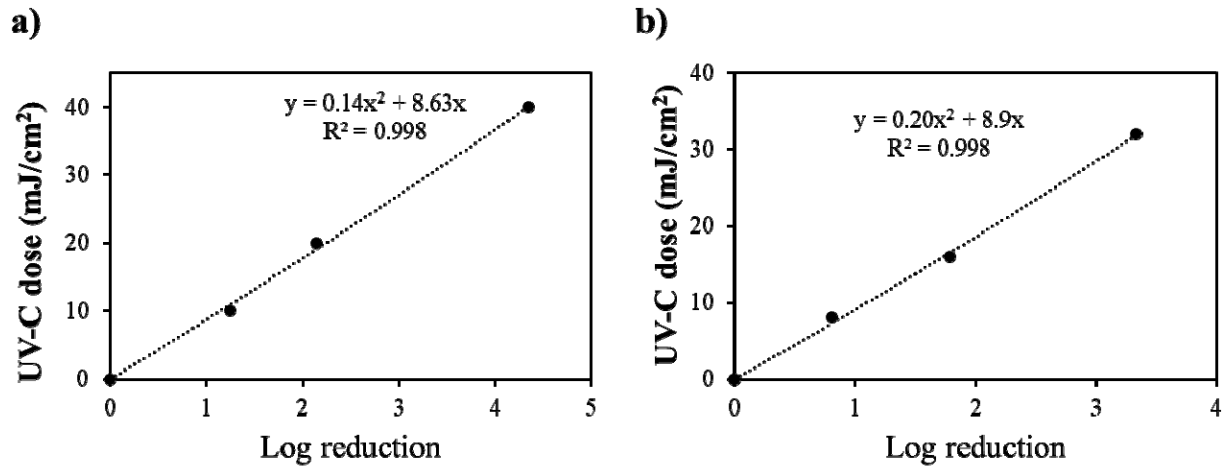 a)
UV-C dose (mJ/cm²)
40
30
20
10
0
y = 0.14x² + 8.63x
R² = 0.998
0 1 2 3 4 5
Log reduction
b)
UV-C dose (mJ/cm²)
40
30
20
10
0
y = 0.20x² + 8.9x
R² = 0.998
0 1 2 3 4
Log reduction